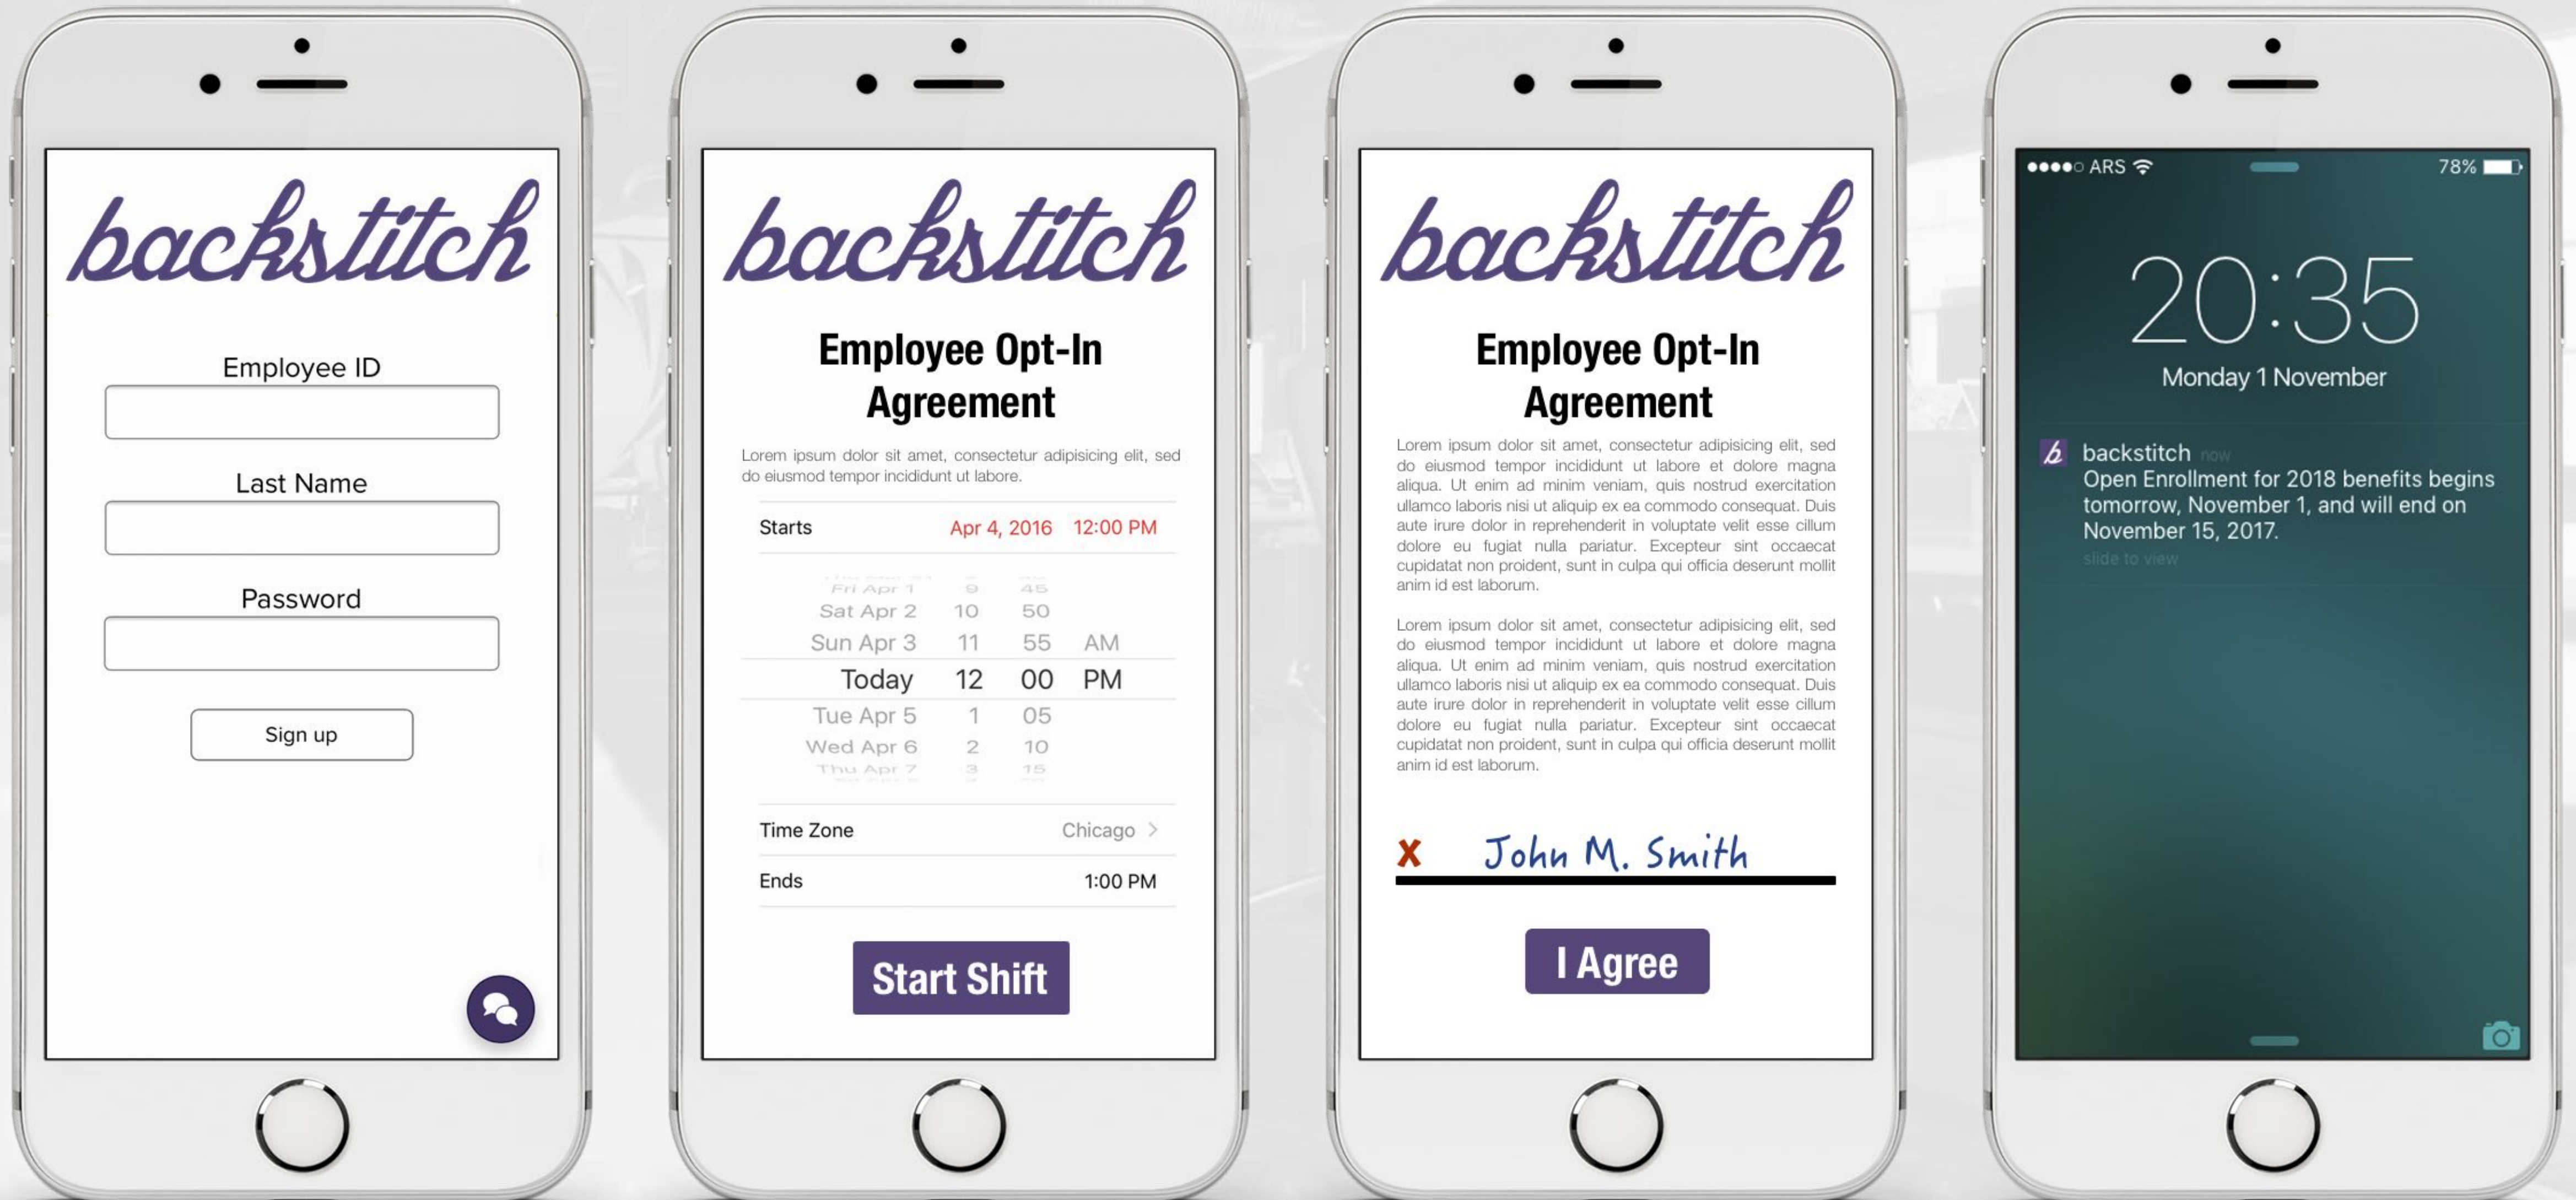 backstitch
Employee ID
Last Name
Password
Sign up
backstitch
Employee Opt-In
Agreement
Lorem ipsum dolor sit amet, consectetur adipisicing elit, sed
do eiusmod tempor incididunt ut labore.
Starts Apr 4, 2016 12:00 PM
Fri Apr 1 9 45
Sat Apr 2 10 50
Sun Apr 3 11 55 AM
Today 12 00 PM
Tue Apr 5 1 05
Wed Apr 6 2 10
Thu Apr 7 3 15
Time Zone Chicago >
Ends 1:00 PM
Start Shift
backstitch
Employee Opt-In
Agreement
Lorem ipsum dolor sit amet, consectetur adipisicing elit, sed
do eiusmod tempor incididunt ut labore et dolore magna
aliqua. Ut enim ad minim veniam, quis nostrud exercitation
ullamco laboris nisi ut aliquip ex ea commodo consequat. Duis
aute irure dolor in reprehenderit in voluptate velit esse cillum
dolore eu fugiat nulla pariatur. Excepteur sint occaecat
cupidatat non proident, sunt in culpa qui officia deserunt mollit
anim id est laborum.
Lorem ipsum dolor sit amet, consectetur adipisicing elit, sed
do eiusmod tempor incididunt ut labore et dolore magna
aliqua. Ut enim ad minim veniam, quis nostrud exercitation
ullamco laboris nisi ut aliquip ex ea commodo consequat. Duis
aute irure dolor in reprehenderit in voluptate velit esse cillum
dolore eu fugiat nulla pariatur. Excepteur sint occaecat
cupidatat non proident, sunt in culpa qui officia deserunt mollit
anim id est laborum.
x John M. Smith
I Agree
ARS 78%
20:35
Monday 1 November
b backstitch now
Open Enrollment for 2018 benefits begins
tomorrow, November 1, and will end on
November 15, 2017.
slide to view